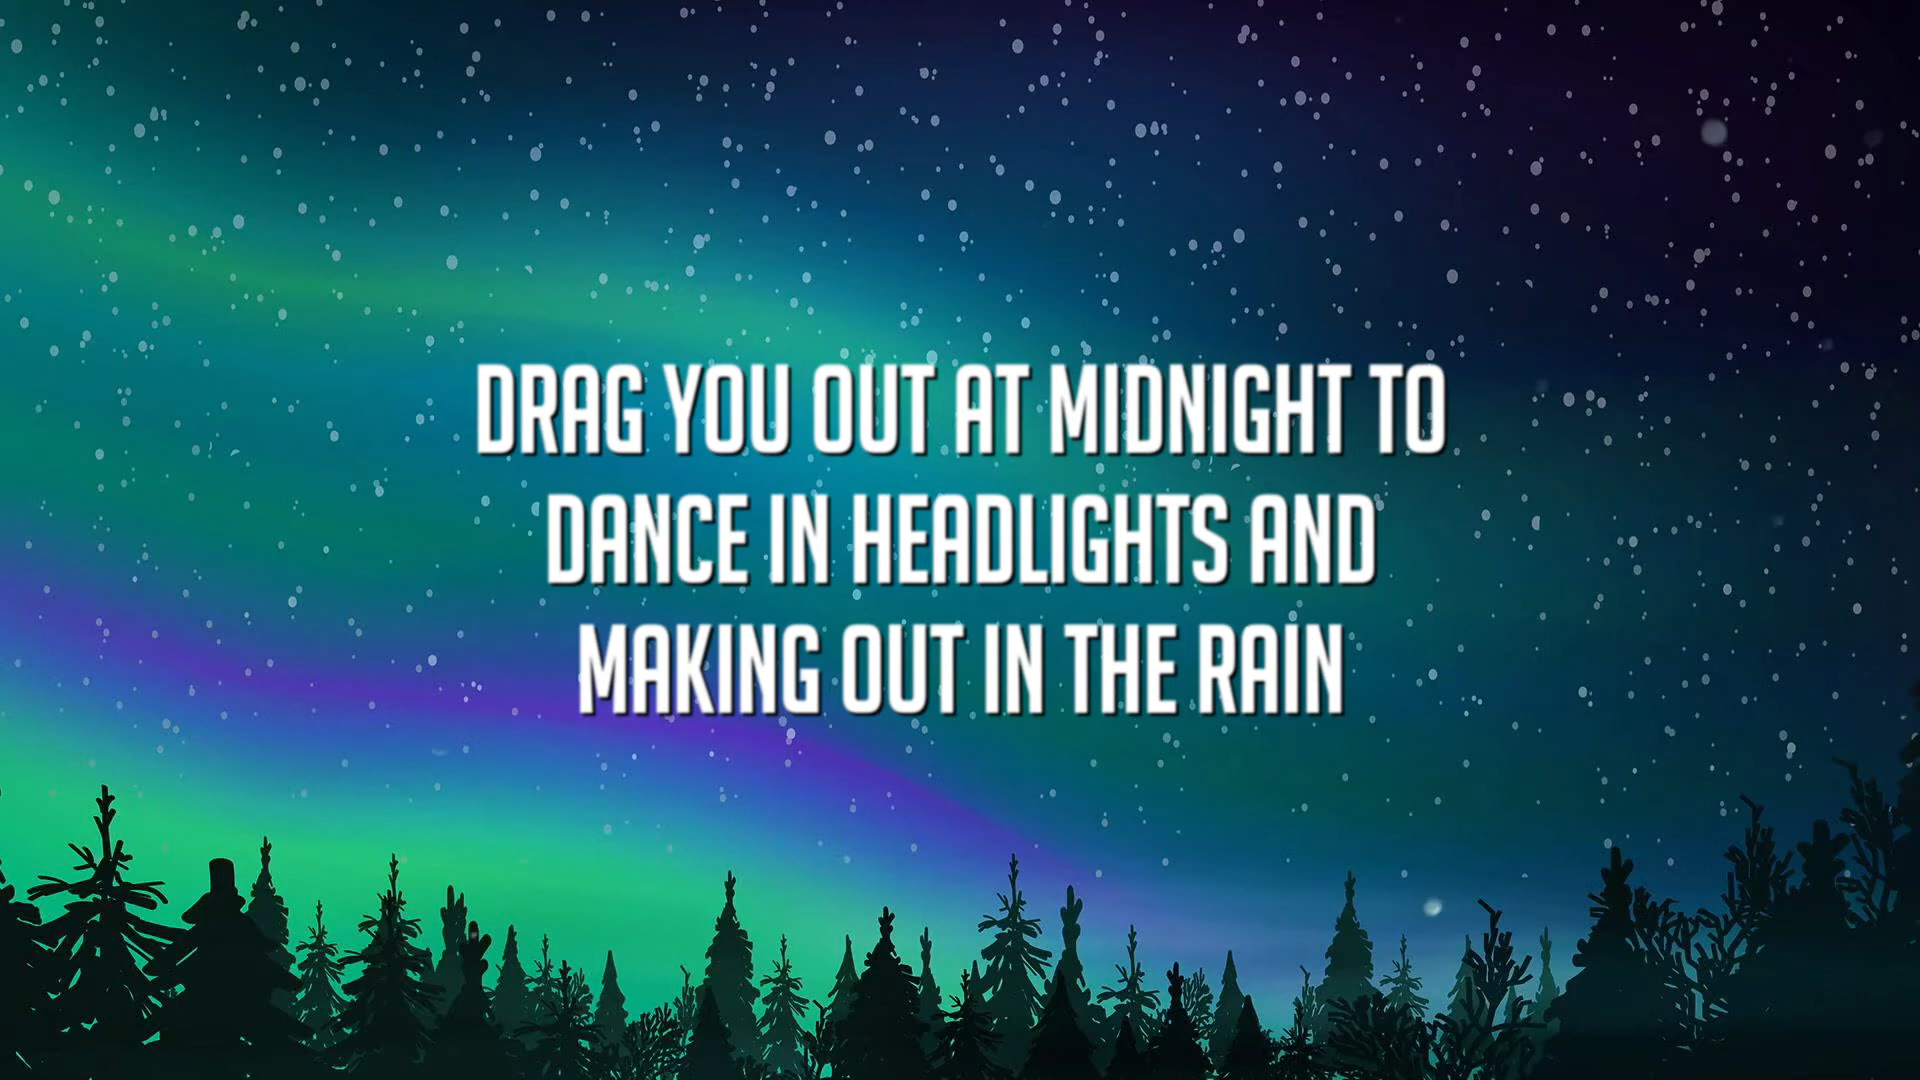 DRAG YOU OUT AT MIDNIGHT TO
DANCE IN HEADLIGHTS AND
MAKING OUT IN THE RAIN